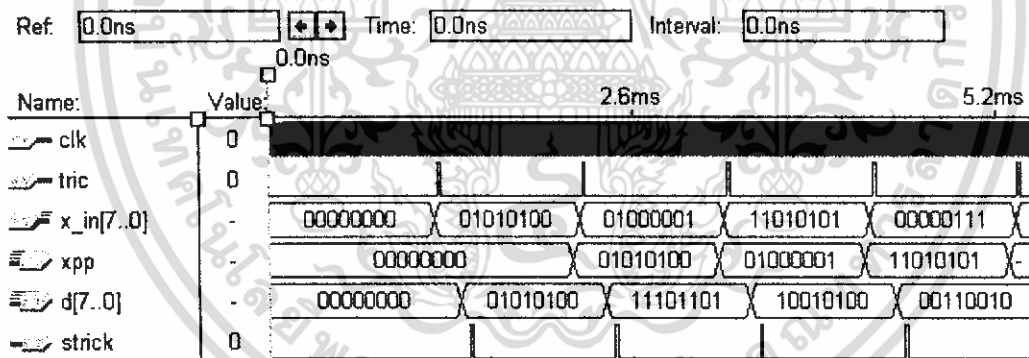 Ref: 0.0ns Time: 0.0ns Interval: 0.0ns
0.0ns
Name: Value: 2.6ms 5.2ms
clk 0
tric 0
x_in[7..0] - 00000000 01010100 01000001 11010101 00000111
xpp - 00000000 01010100 01000001 11010101 -
d[7..0] - 00000000 01010100 11101101 10010100 00110010
strick 0